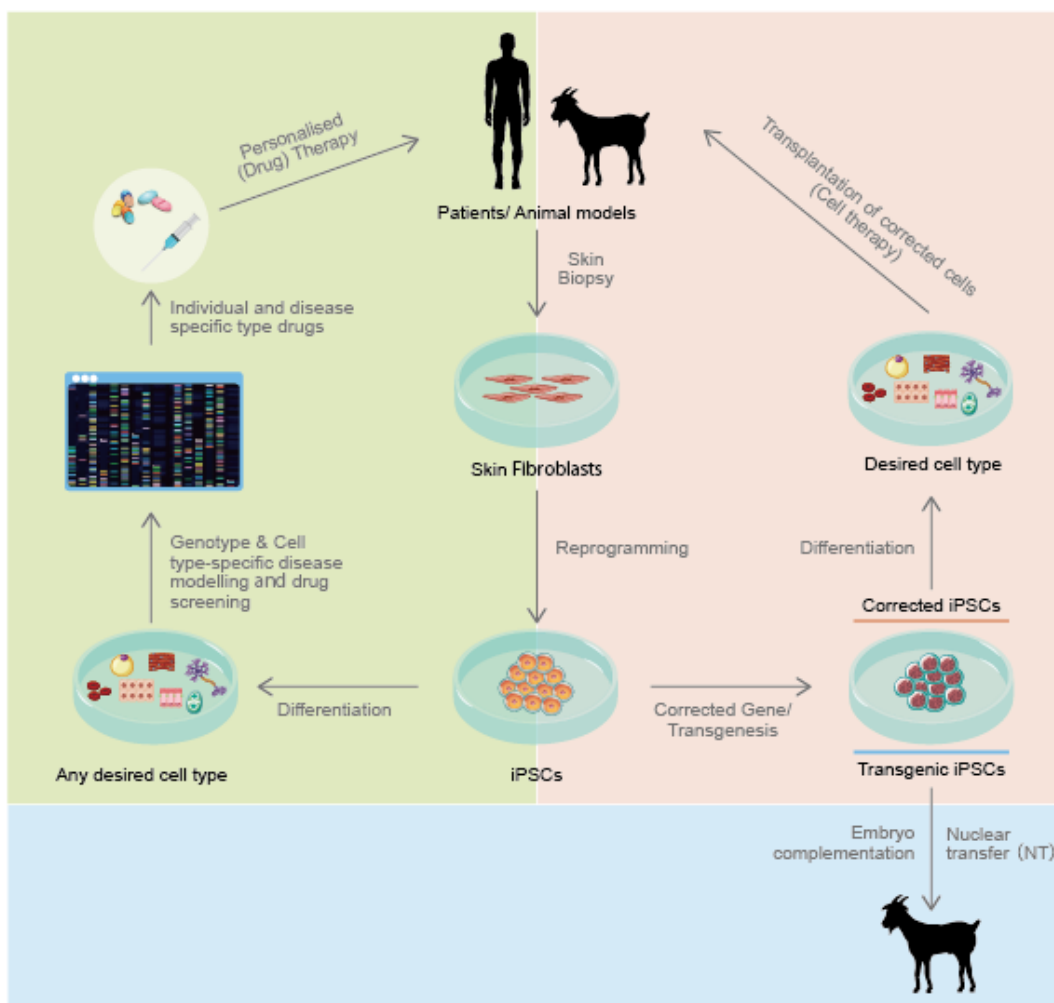 Personalised
(Drug) Therapy
Transplantation of corrected cells
(Cell therapy)
Patients/ Animal models
Skin
Biopsy
Individual and disease
specific type drugs
Skin Fibroblasts
Desired cell type
Genotype & Cell
type-specific disease
modelling and drug
screening
Reprogramming
Differentiation
Corrected iPSCs
Differentiation
Corrected Gene/
Transgenesis
Any desired cell type
iPSCs
Transgenic iPSCs
Embryo
complementation
Nuclear
transfer (NT)